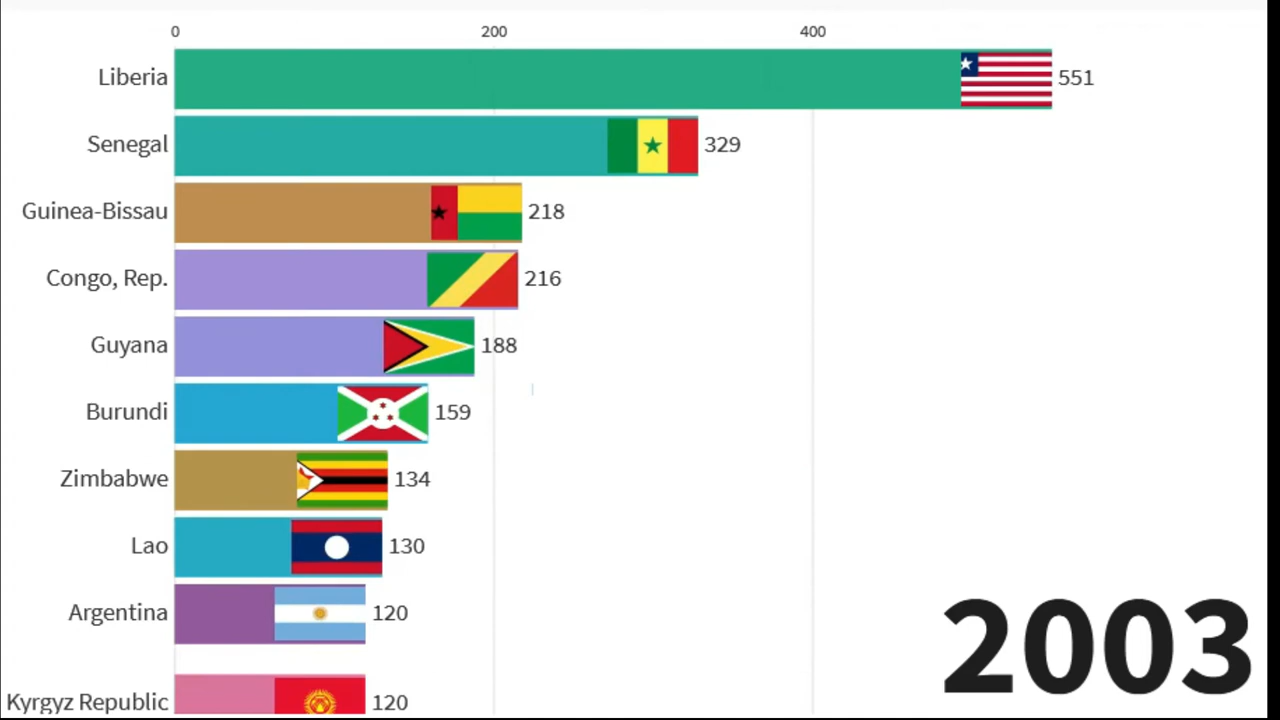 0 200 400
Liberia 551
Senegal 329
Guinea-Bissau 218
Congo, Rep. 216
Guyana 188
Burundi 159
Zimbabwe 134
Lao 130
Argentina 120
Kyrgyz Republic 120
2003